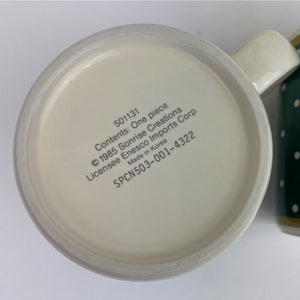 501131
Contents: One piece
© 1985 Sonrise Creations
Licensee Enesco Imports Corp.
Made in Korea
SPCN503-001-4322